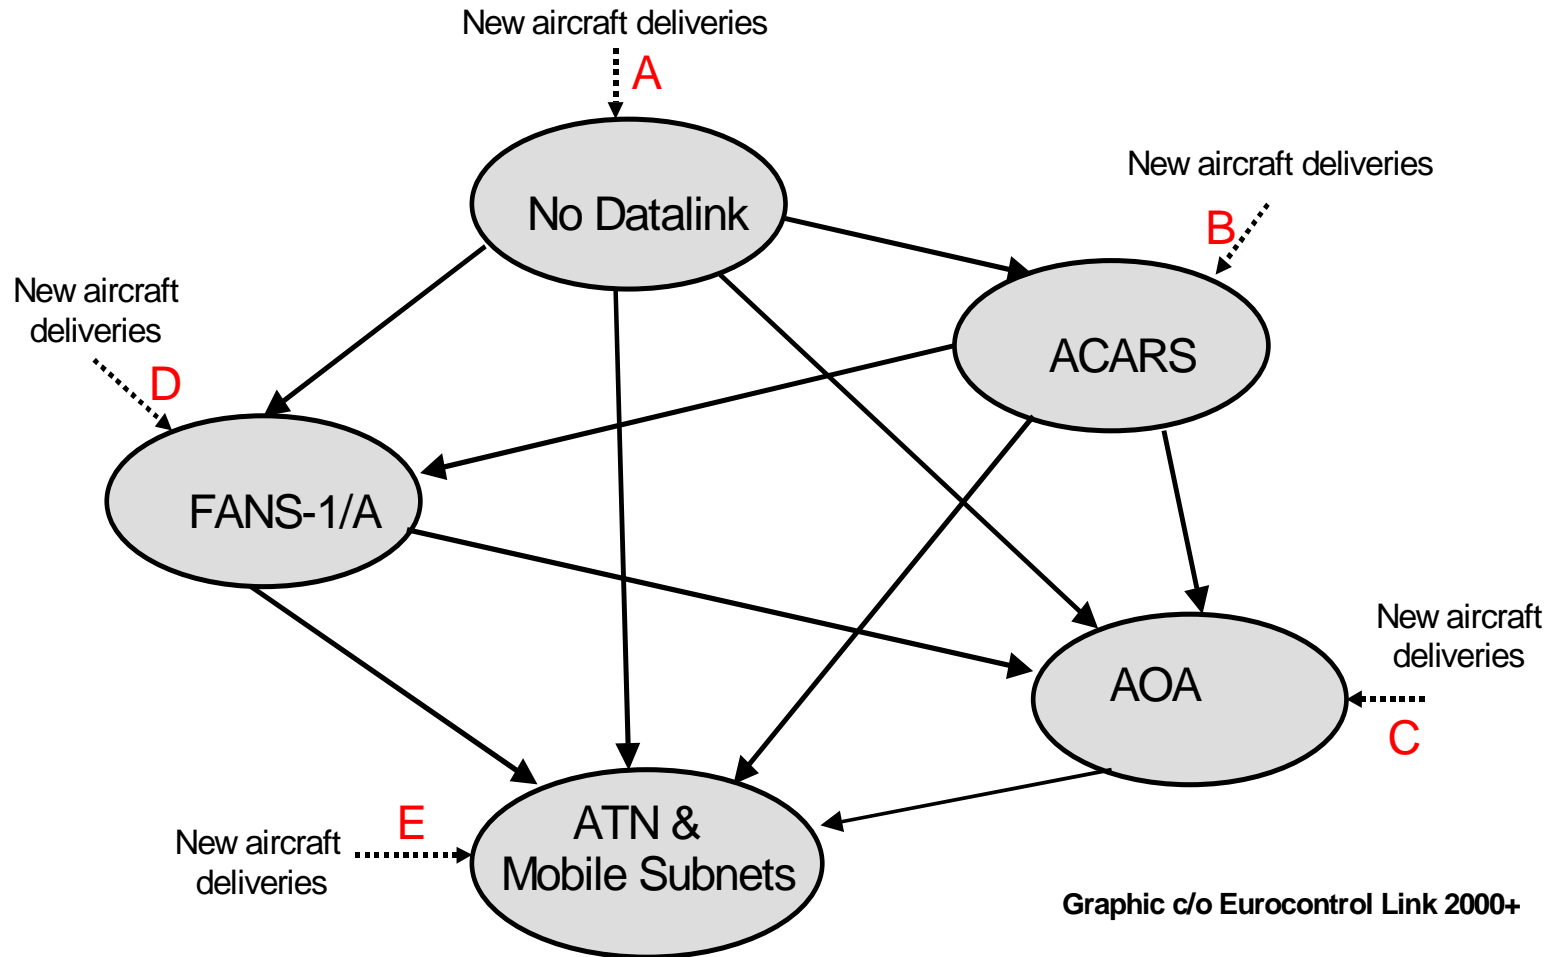 New aircraft deliveries
A
No Datalink
New aircraft deliveries
B
ACARS
New aircraft
deliveries
D
FANS-1/A
New aircraft
deliveries
AOA
C
ATN &
Mobile Subnets
E
New aircraft
deliveries
Graphic c/o Eurocontrol Link 2000+